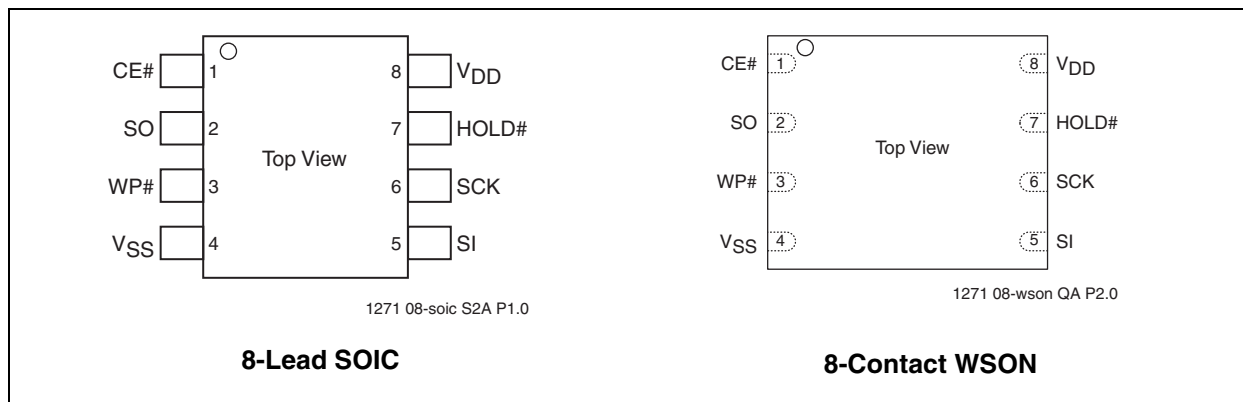 CE# 1 8 VDD
SO 2 7 HOLD#
Top View
WP# 3 6 SCK
VSS 4 5 SI
1271 08-soic S2A P1.0
8-Lead SOIC
CE# 1 8 VDD
SO 2 7 HOLD#
Top View
WP# 3 6 SCK
VSS 4 5 SI
1271 08-wson QA P2.0
8-Contact WSON